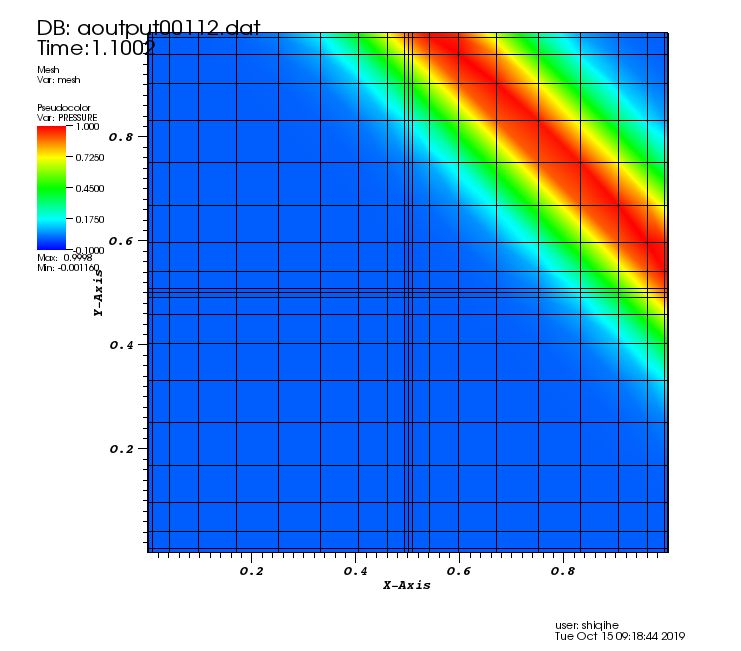 DB: aoutput00112.dat
Time:1.1002
Mesh
Var: mesh
Pseudocolor
Var: PRESSURE
1.000
0.7250
0.4500
0.1750
-0.1000
Max: 0.9998
Min: -0.001160
Y-Axis
0.8
0.6
0.4
0.2
0.2 0.4 0.6 0.8
X-Axis
user: shiqihe
Tue Oct 15 09:18:44 2019